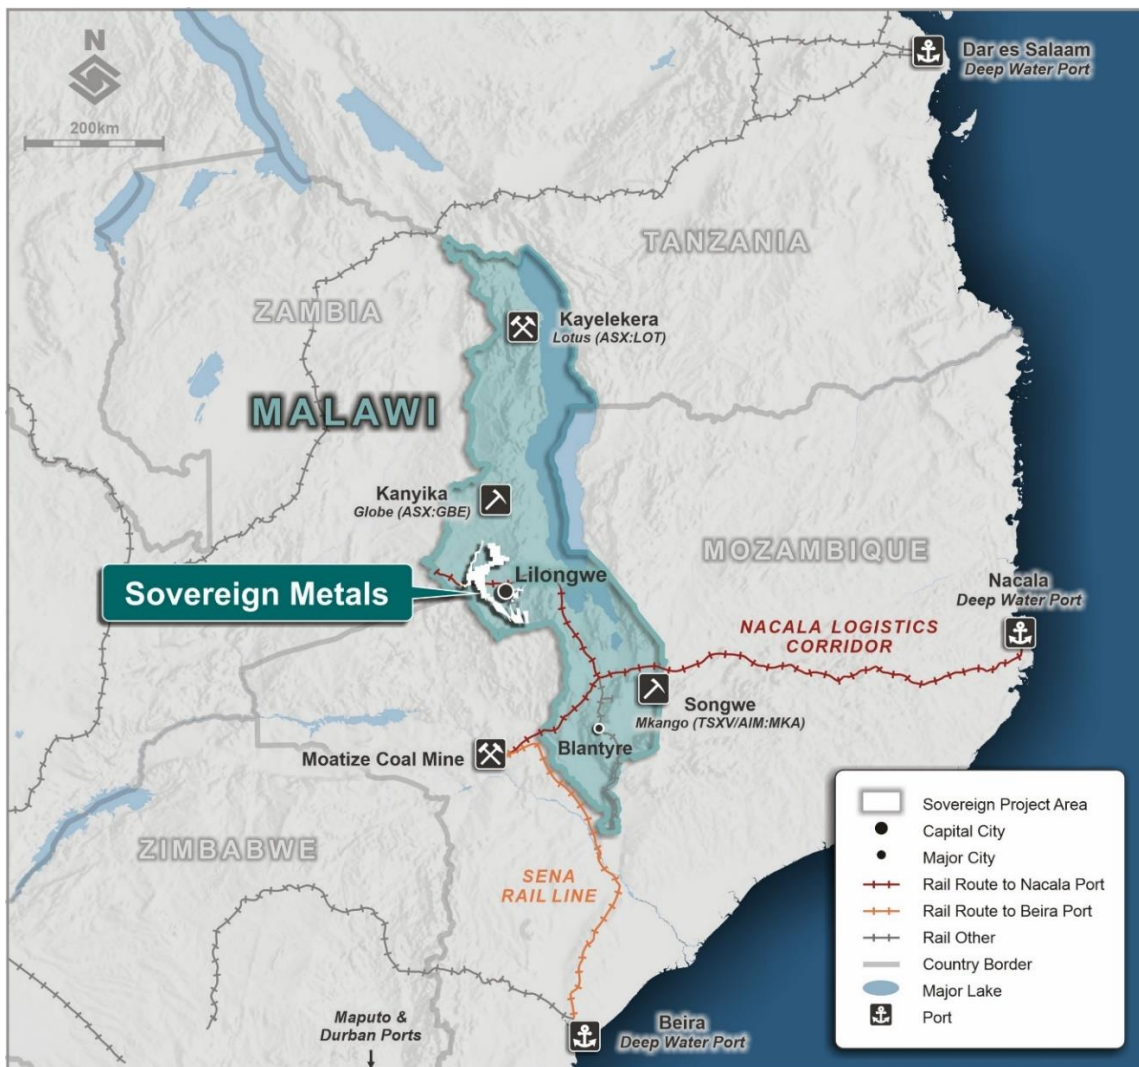 N
200km
Dar es Salaam
Deep Water Port
TANZANIA
ZAMBIA
Kayelekera
Lotus (ASX:LOT)
MALAWI
Kanyika
Globe (ASX:GBE)
MOZAMBIQUE
Sovereign Metals
Lilongwe
Nacala
Deep Water Port
NACALA LOGISTICS
CORRIDOR
Songwe
Mkango (TSXV/AIM:MKA)
Moatize Coal Mine
Blantyre
ZIMBABWE
SENA
RAIL LINE
Maputo &
Durban Ports
Beira
Deep Water Port
Sovereign Project Area
Capital City
Major City
Rail Route to Nacala Port
Rail Route to Beira Port
Rail Other
Country Border
Major Lake
Port